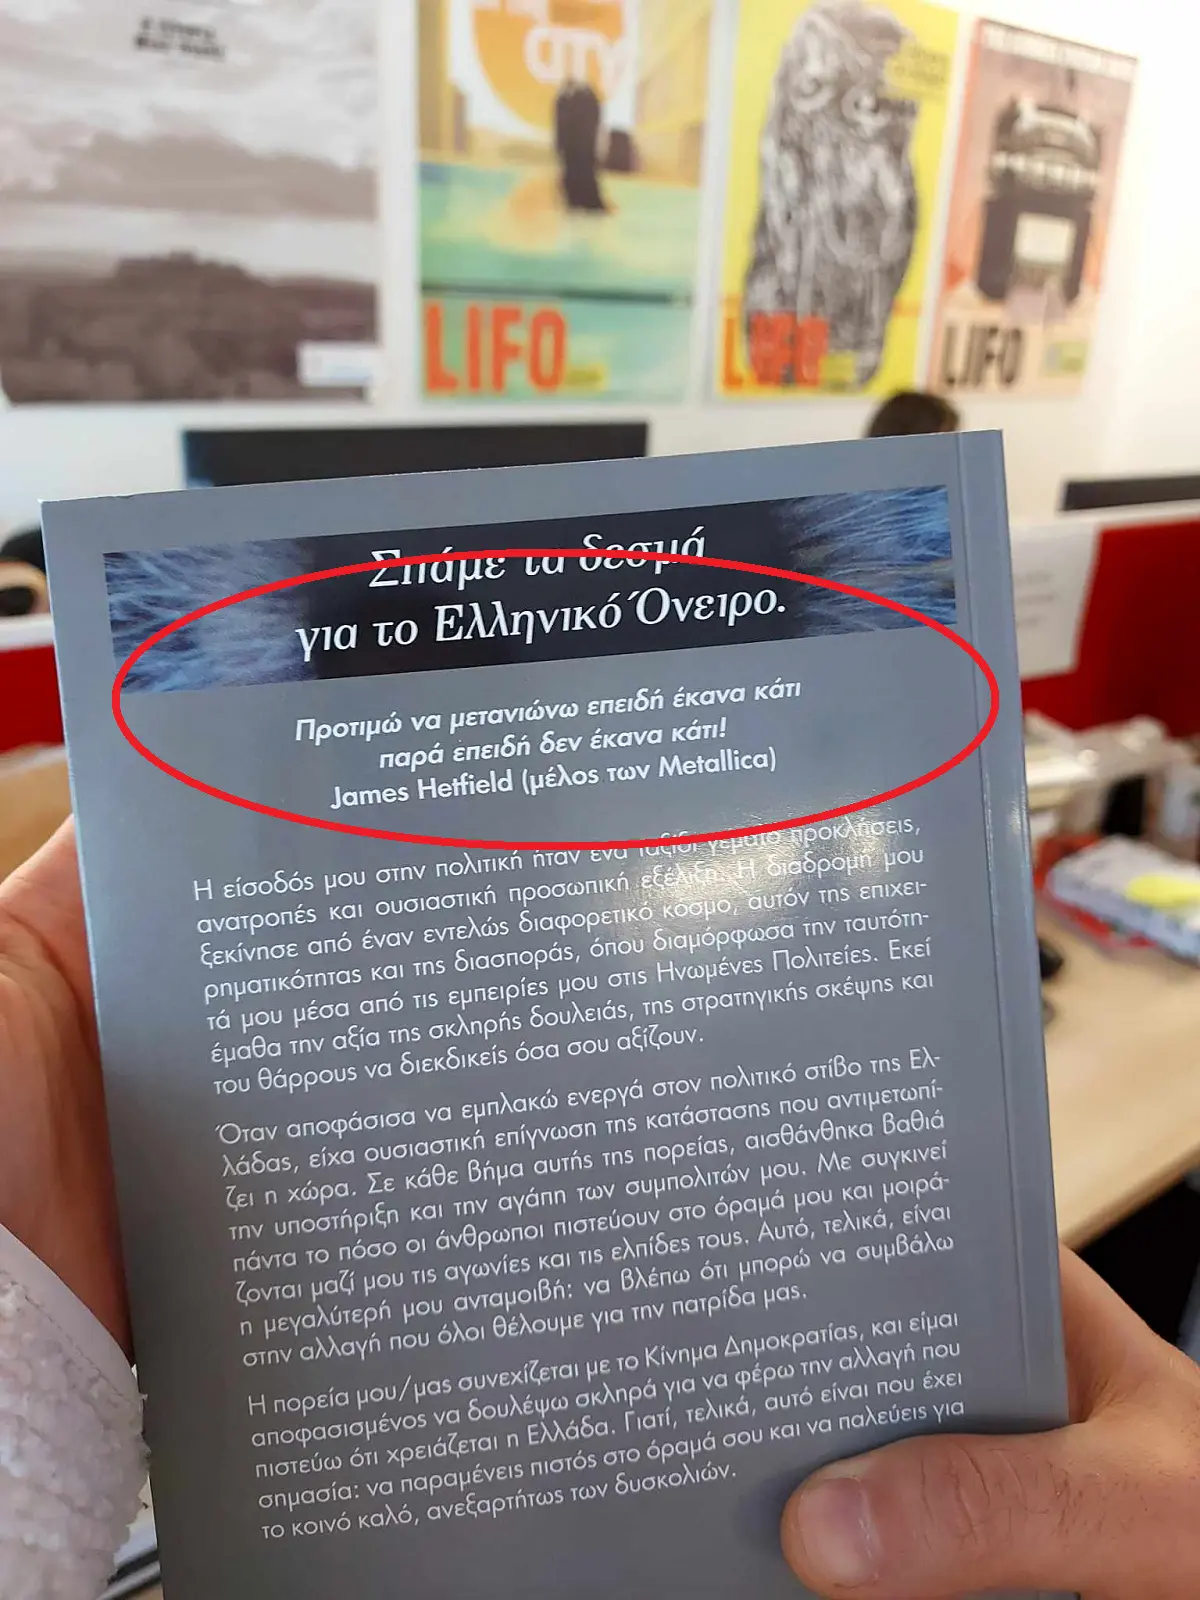 CITY
LIFO
LIFO
LIFO
Σπάμε τα δεσμά
για το Ελληνικό Όνειρο.
Προτιμώ να μετανιώνω επειδή έκανα κάτι
παρά επειδή δεν έκανα κάτι!
James Hetfield (μέλος των Metallica)
Η είσοδός μου στην πολιτική ήταν ένα ταξίδι γεμάτο προκλήσεις,
ανατροπές και ουσιαστική προσωπική εξέλιξη. Η διαδρομή μου
ξεκίνησε από έναν εντελώς διαφορετικό κόσμο, αυτόν της επιχει-
ρηματικότητας και της διασποράς, όπου διαμόρφωσα την ταυτότη-
τά μου μέσα από τις εμπειρίες μου στις Ηνωμένες Πολιτείες. Εκεί
έμαθα την αξία της σκληρής δουλειάς, της στρατηγικής σκέψης και
του θάρρους να διεκδικείς όσα σου αξίζουν.
Όταν αποφάσισα να εμπλακώ ενεργά στον πολιτικό στίβο της Ελ-
λάδας, είχα ουσιαστική επίγνωση της κατάστασης που αντιμετωπί-
ζει η χώρα. Σε κάθε βήμα αυτής της πορείας, αισθάνθηκα βαθιά
την υποστήριξη και την αγάπη των συμπολιτών μου. Με συγκινεί
πάντα το πόσο οι άνθρωποι πιστεύουν στο όραμά μου και μοιρά-
ζονται μαζί μου τις αγωνίες και τις ελπίδες τους. Αυτό, τελικά, είναι
η μεγαλύτερή μου ανταμοιβή: να βλέπω ότι μπορώ να συμβάλω
στην αλλαγή που όλοι θέλουμε για την πατρίδα μας.
Η πορεία μου/μας συνεχίζεται με το Κίνημα Δημοκρατίας, και είμαι
αποφασισμένος να δουλέψω σκληρά για να φέρω την αλλαγή που
πιστεύω ότι χρειάζεται η Ελλάδα. Γιατί, τελικά, αυτό είναι που έχει
σημασία: να παραμένεις πιστός στο όραμά σου και να παλεύεις για
το κοινό καλό, ανεξαρτήτως των δυσκολιών.